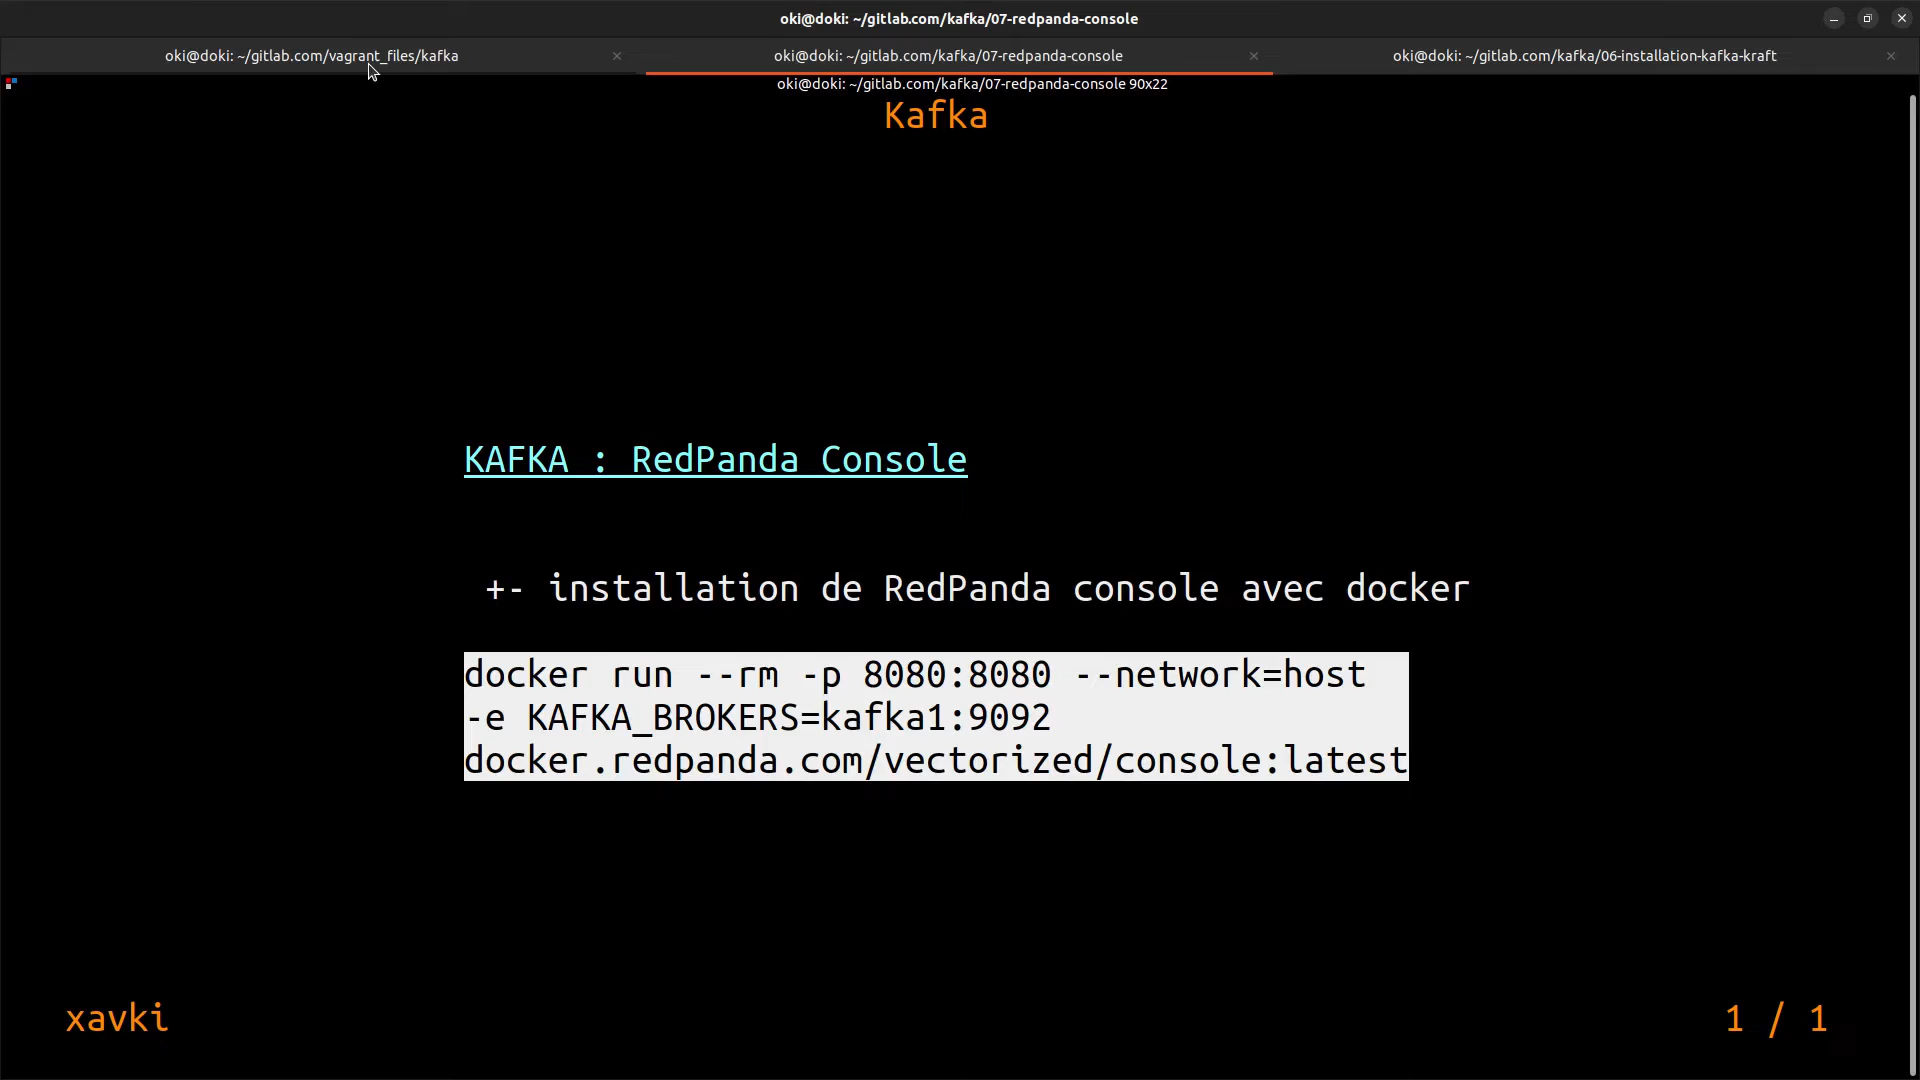 oki@doki: ~/gitlab.com/kafka/07-redpanda-console
oki@doki: ~/gitlab.com/vagrant_files/kafka
oki@doki: ~/gitlab.com/kafka/07-redpanda-console
oki@doki: ~/gitlab.com/kafka/06-installation-kafka-kraft
oki@doki: ~/gitlab.com/kafka/07-redpanda-console 90x22
Kafka
KAFKA : RedPanda Console
+- installation de RedPanda console avec docker
docker run --rm -p 8080:8080 --network=host
-e KAFKA_BROKERS=kafka1:9092
docker.redpanda.com/vectorized/console:latest
xavki
1 / 1